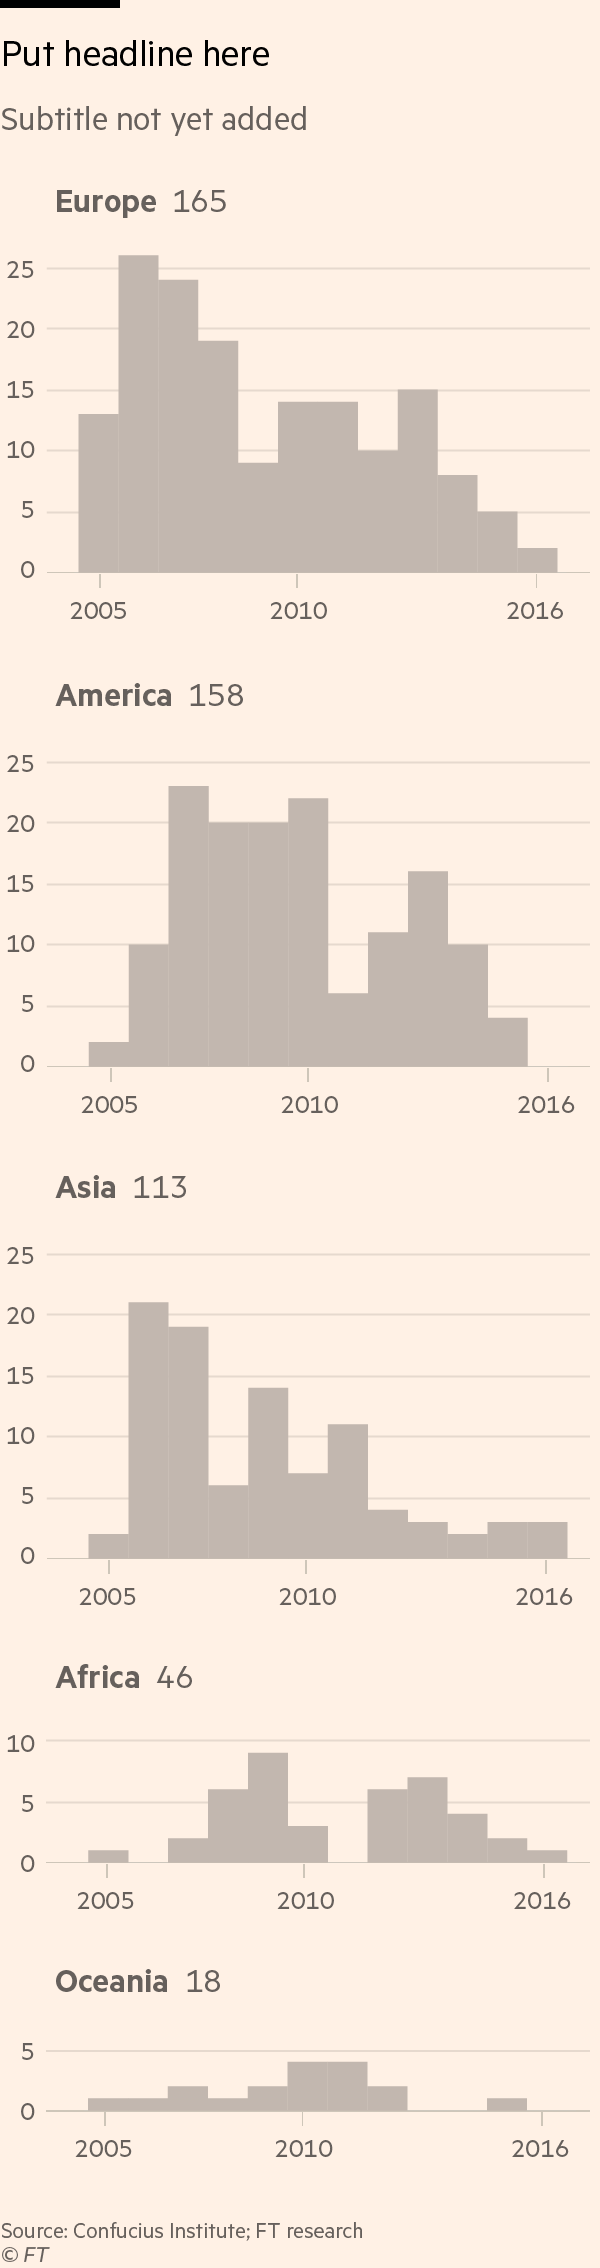 Put headline here
Subtitle not yet added
Europe 165
25
20
15
10
5
0
2005 2010 2016
America 158
25
20
15
10
5
0
2005 2010 2016
Asia 113
25
20
15
10
5
0
2005 2010 2016
Africa 46
10
5
0
2005 2010 2016
Oceania 18
5
0
2005 2010 2016
Source: Confucius Institute; FT research
© FT